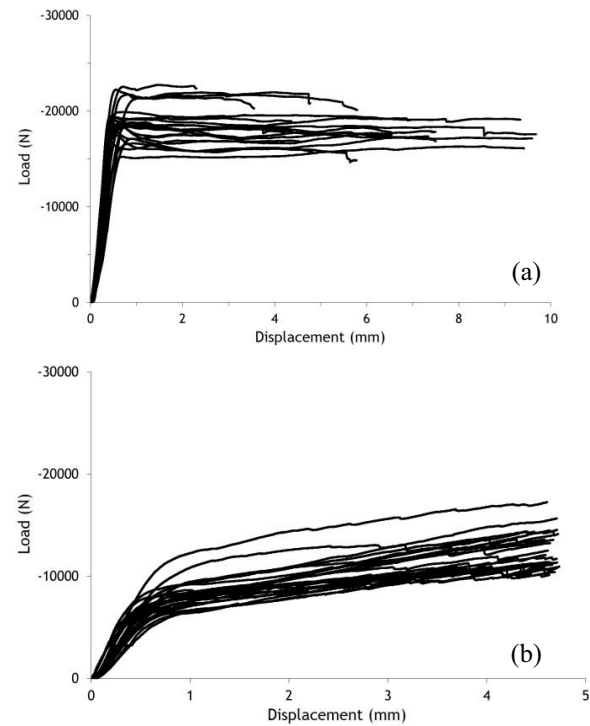 -30000
-20000
Load (N)
-10000
(a)
0
0 2 4 6 8 10
Displacement (mm)
-30000
-20000
Load (N)
-10000
(b)
0
0 1 2 3 4 5
Displacement (mm)